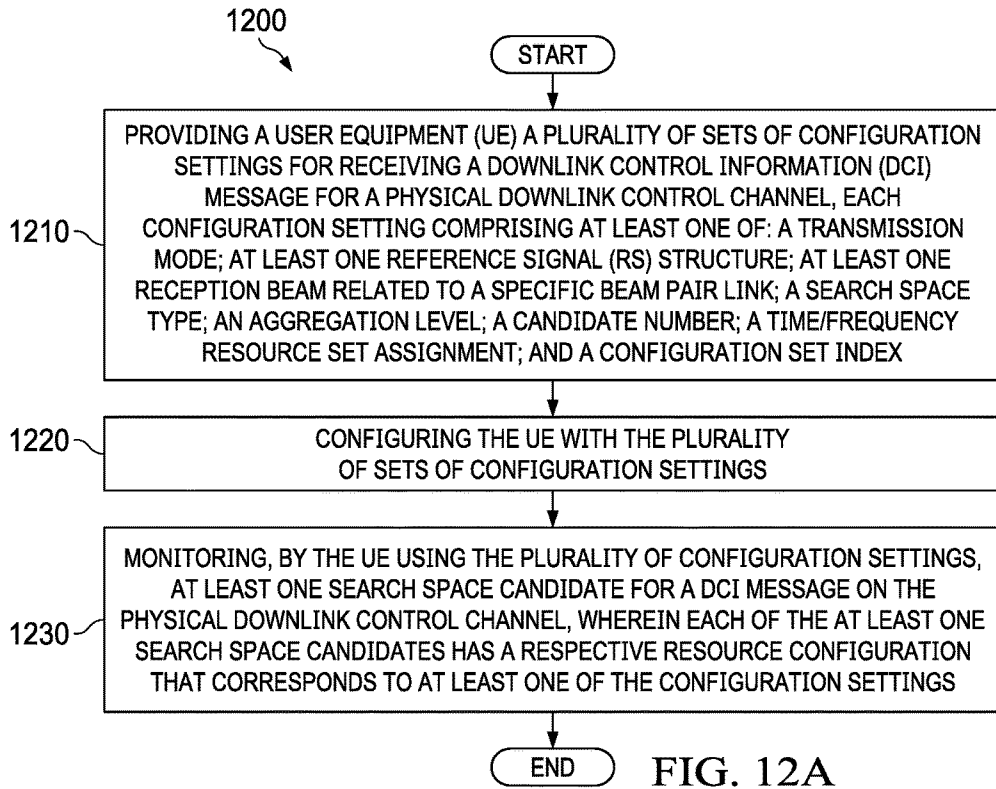 1200
START
PROVIDING A USER EQUIPMENT (UE) A PLURALITY OF SETS OF CONFIGURATION
SETTINGS FOR RECEIVING A DOWNLINK CONTROL INFORMATION (DCI)
MESSAGE FOR A PHYSICAL DOWNLINK CONTROL CHANNEL, EACH
CONFIGURATION SETTING COMPRISING AT LEAST ONE OF: A TRANSMISSION
MODE; AT LEAST ONE REFERENCE SIGNAL (RS) STRUCTURE; AT LEAST ONE
RECEPTION BEAM RELATED TO A SPECIFIC BEAM PAIR LINK; A SEARCH SPACE
TYPE; AN AGGREGATION LEVEL; A CANDIDATE NUMBER; A TIME/FREQUENCY
RESOURCE SET ASSIGNMENT; AND A CONFIGURATION SET INDEX
1210
CONFIGURING THE UE WITH THE PLURALITY
OF SETS OF CONFIGURATION SETTINGS
1220
MONITORING, BY THE UE USING THE PLURALITY OF CONFIGURATION SETTINGS,
AT LEAST ONE SEARCH SPACE CANDIDATE FOR A DCI MESSAGE ON THE
PHYSICAL DOWNLINK CONTROL CHANNEL, WHEREIN EACH OF THE AT LEAST ONE
SEARCH SPACE CANDIDATES HAS A RESPECTIVE RESOURCE CONFIGURATION
THAT CORRESPONDS TO AT LEAST ONE OF THE CONFIGURATION SETTINGS
1230
END
FIG. 12A